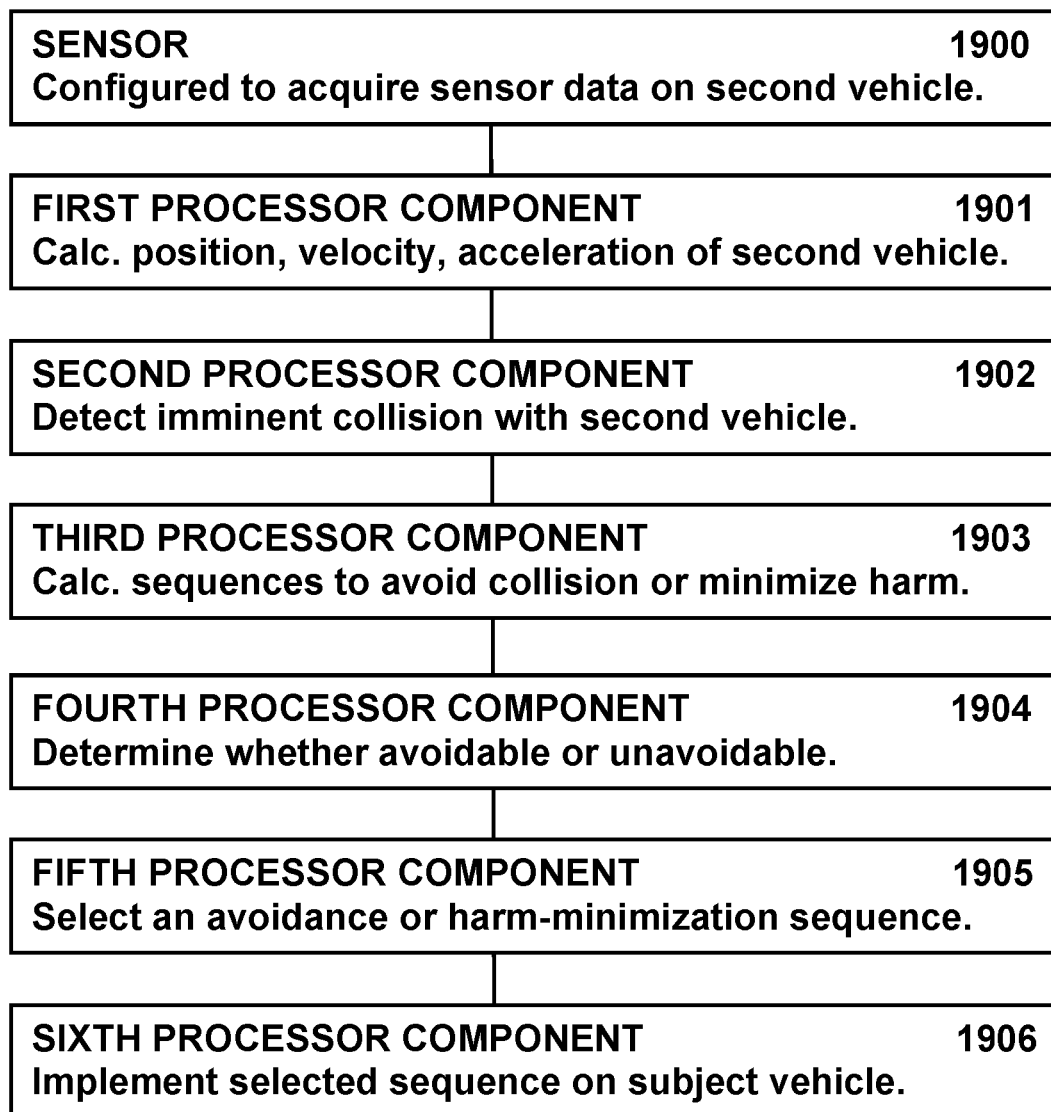 SENSOR 1900
Configured to acquire sensor data on second vehicle.
FIRST PROCESSOR COMPONENT 1901
Calc. position, velocity, acceleration of second vehicle.
SECOND PROCESSOR COMPONENT 1902
Detect imminent collision with second vehicle.
THIRD PROCESSOR COMPONENT 1903
Calc. sequences to avoid collision or minimize harm.
FOURTH PROCESSOR COMPONENT 1904
Determine whether avoidable or unavoidable.
FIFTH PROCESSOR COMPONENT 1905
Select an avoidance or harm-minimization sequence.
SIXTH PROCESSOR COMPONENT 1906
Implement selected sequence on subject vehicle.